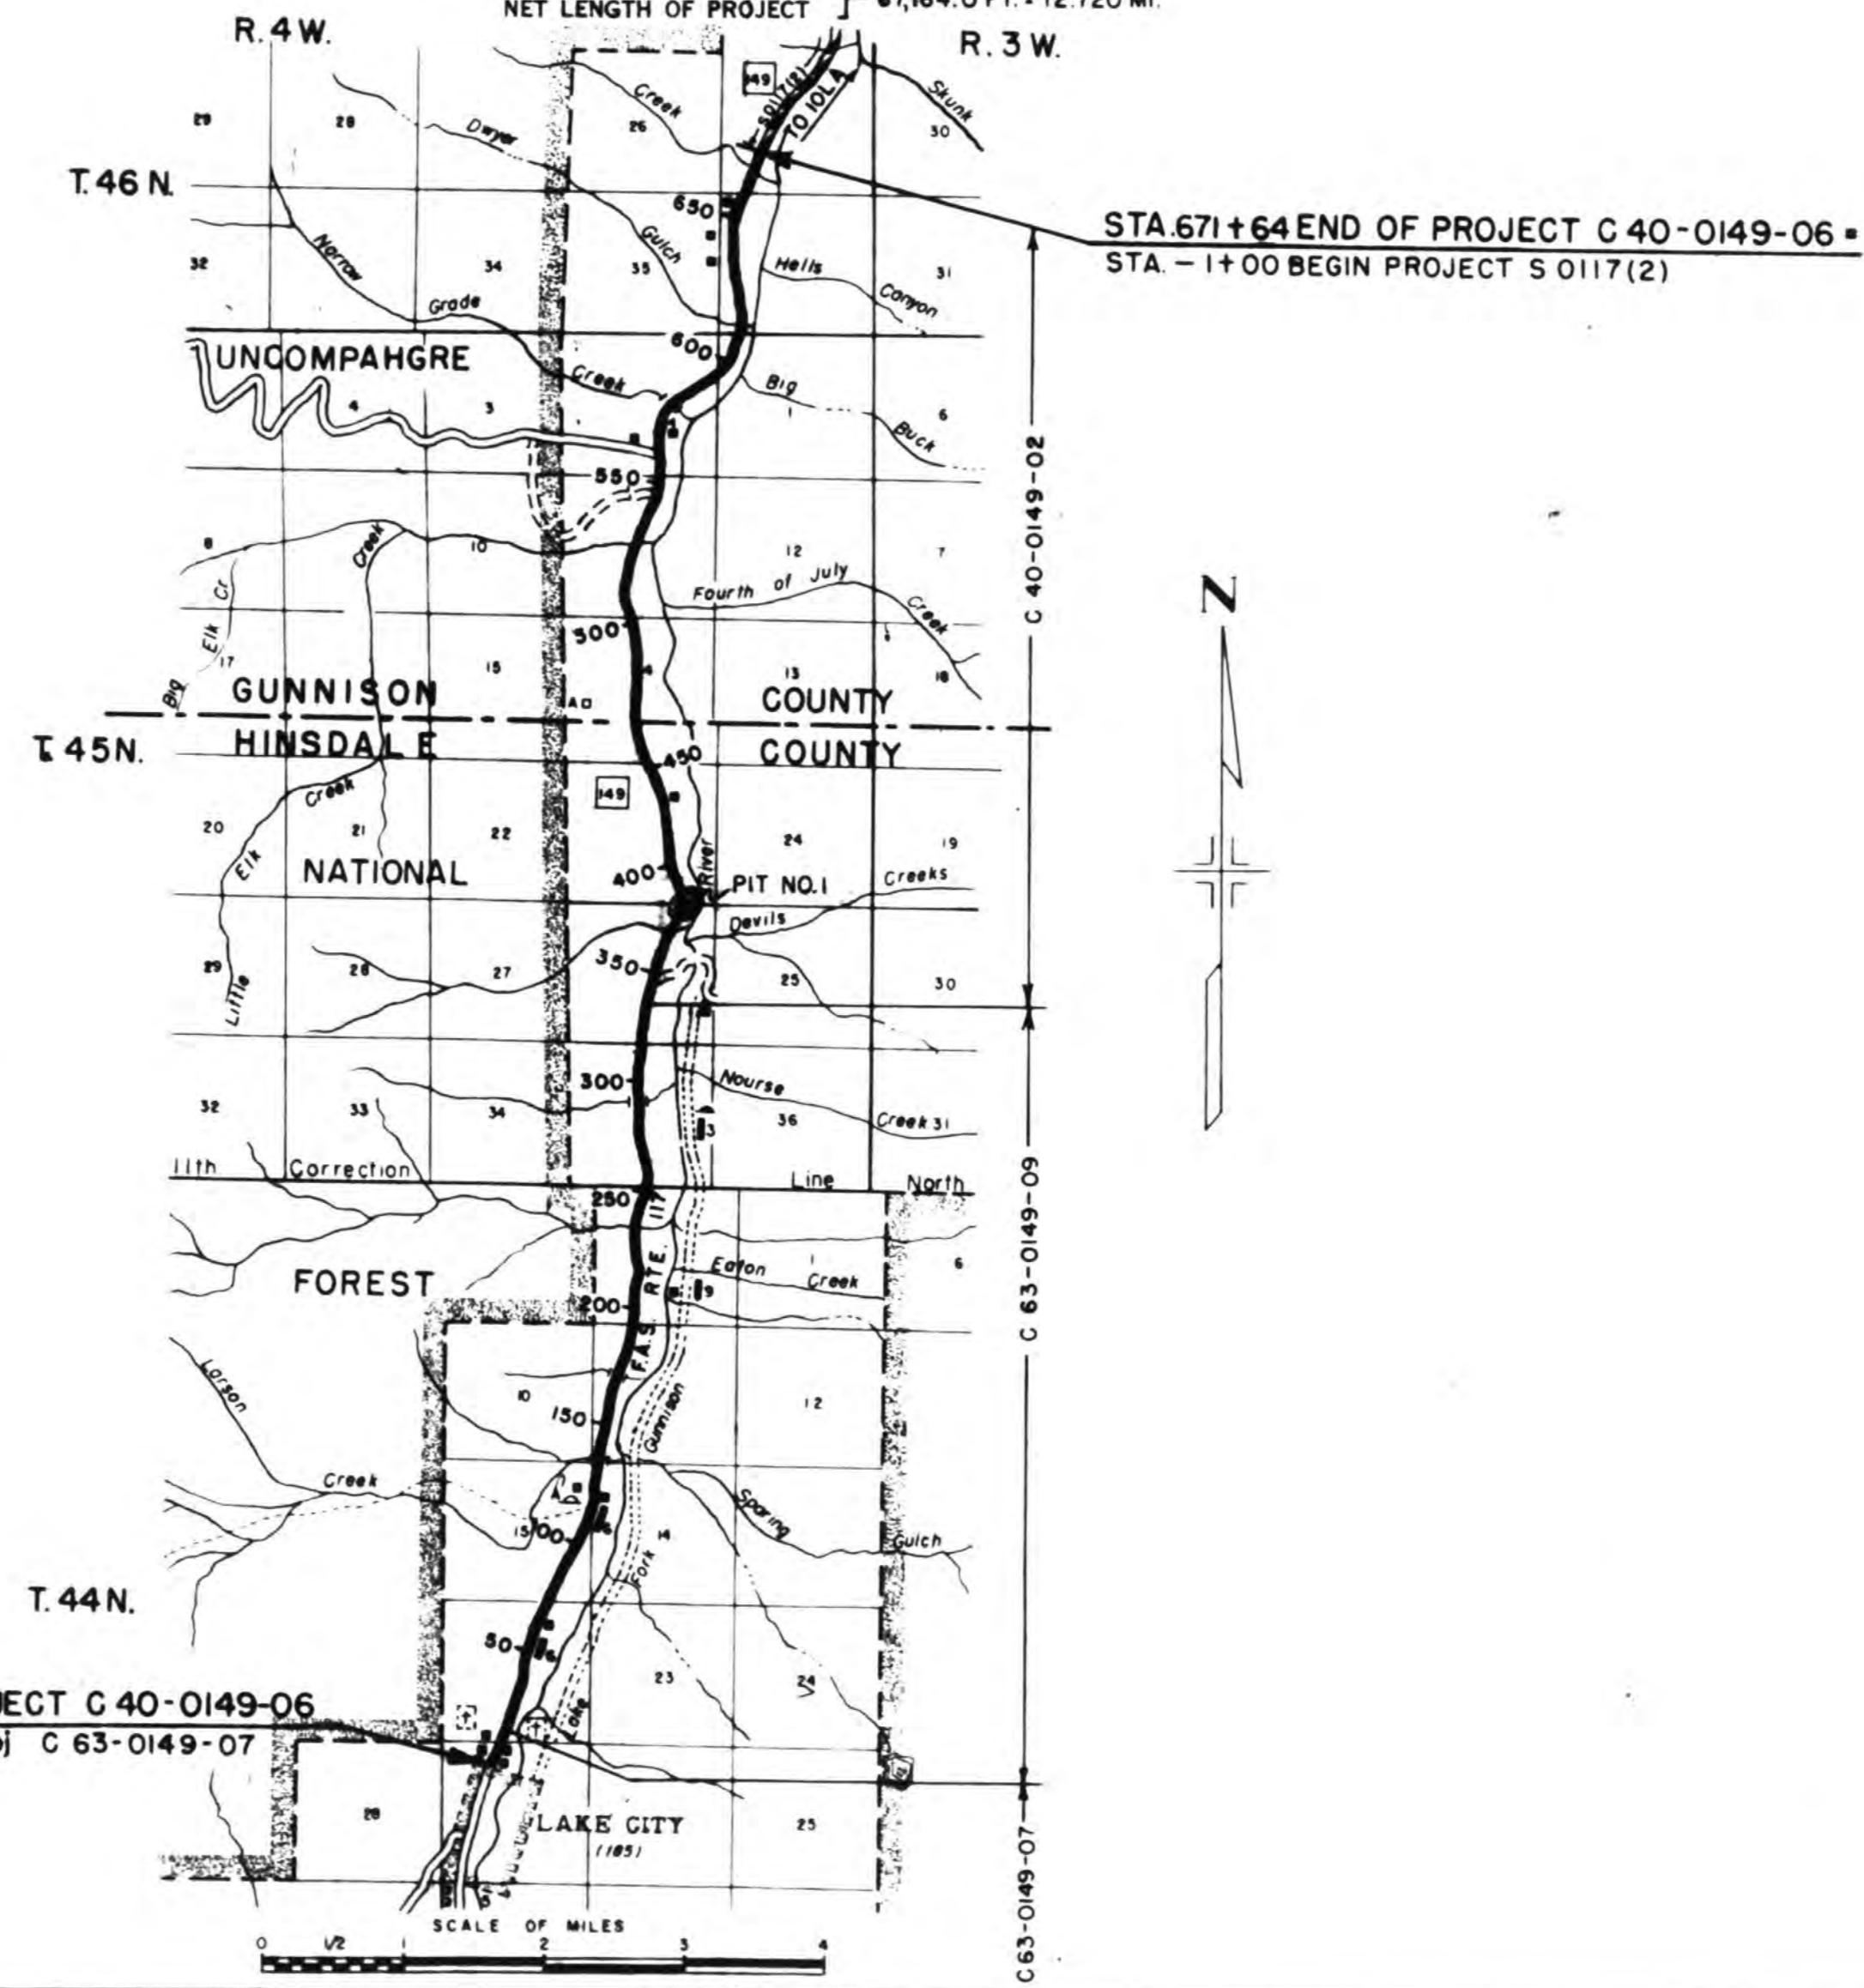 NET LENGTH OF PROJECT
R. 4 W.
R. 3 W.
149
S 0117(2)
TO IOLA
Skunk
Creek
29
28
26
30
Dwyer
T. 46 N.
650
STA. 671+64 END OF PROJECT C 40-0149-06 =
STA. - 1+00 BEGIN PROJECT S 0117(2)
Gulch
Narrow
32
34
35
Hells
31
Canyon
Grade
600
UNCOMPAHGRE
Creek
Big
4
3
1
6
Buck
550
C 40-0149-02
8
Creek
10
12
7
Fourth of July
Creek
N
Big Elk Cr
500
17
15
13
18
GUNNISON COUNTY
HINSDALE COUNTY
T. 45 N.
450
149
Creek
20
21
22
24
19
Elk
River
NATIONAL
400
PIT NO. 1
Creeks
Devils
350
29
28
27
25
30
Little
300
Nourse
32
33
34
3
36
Creek 31
11th Correction Line North
250
117
C 63-0149-09
FOREST
Eaton Creek
6
9
200
F.A.S. RTE.
Larson
10
12
150
Gunnison
Creek
Sparing
15
100
14
Gulch
Fork
T. 44 N.
50
6
23
24
JECT C 40-0149-06
oj C 63-0149-07
Lake
28
LAKE CITY
(185)
25
C 63-0149-07
SCALE OF MILES
0 1/2 1 2 3 4